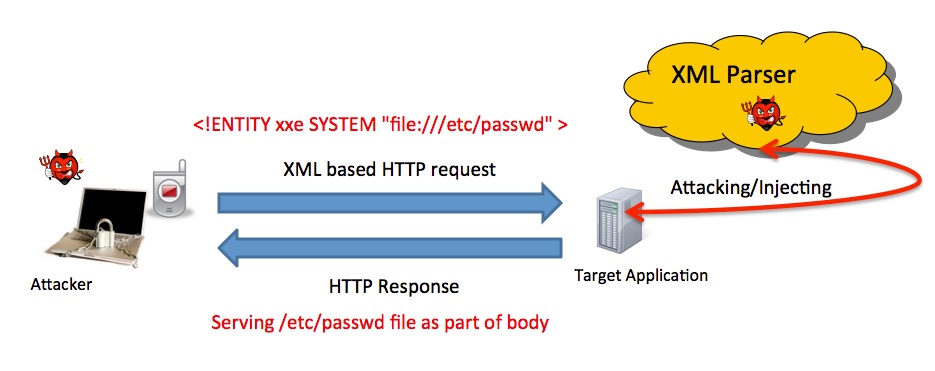 XML Parser
<!ENTITY xxe SYSTEM "file:///etc/passwd" >
XML based HTTP request
Attacking/Injecting
Attacker
Target Application
HTTP Response
Serving /etc/passwd file as part of body